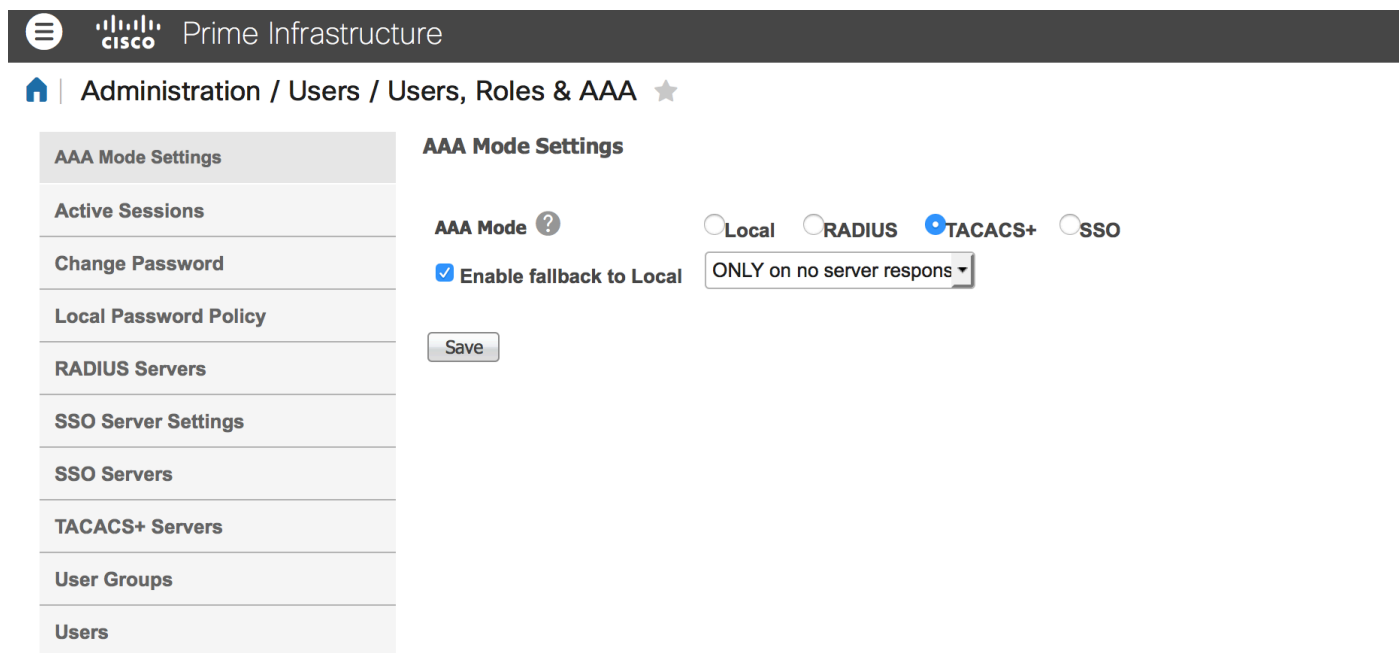 cisco Prime Infrastructure
Administration / Users / Users, Roles & AAA
AAA Mode Settings
Active Sessions
Change Password
Local Password Policy
RADIUS Servers
SSO Server Settings
SSO Servers
TACACS+ Servers
User Groups
Users
AAA Mode Settings
AAA Mode ? Local RADIUS TACACS+ SSO
Enable fallback to Local ONLY on no server respons
Save